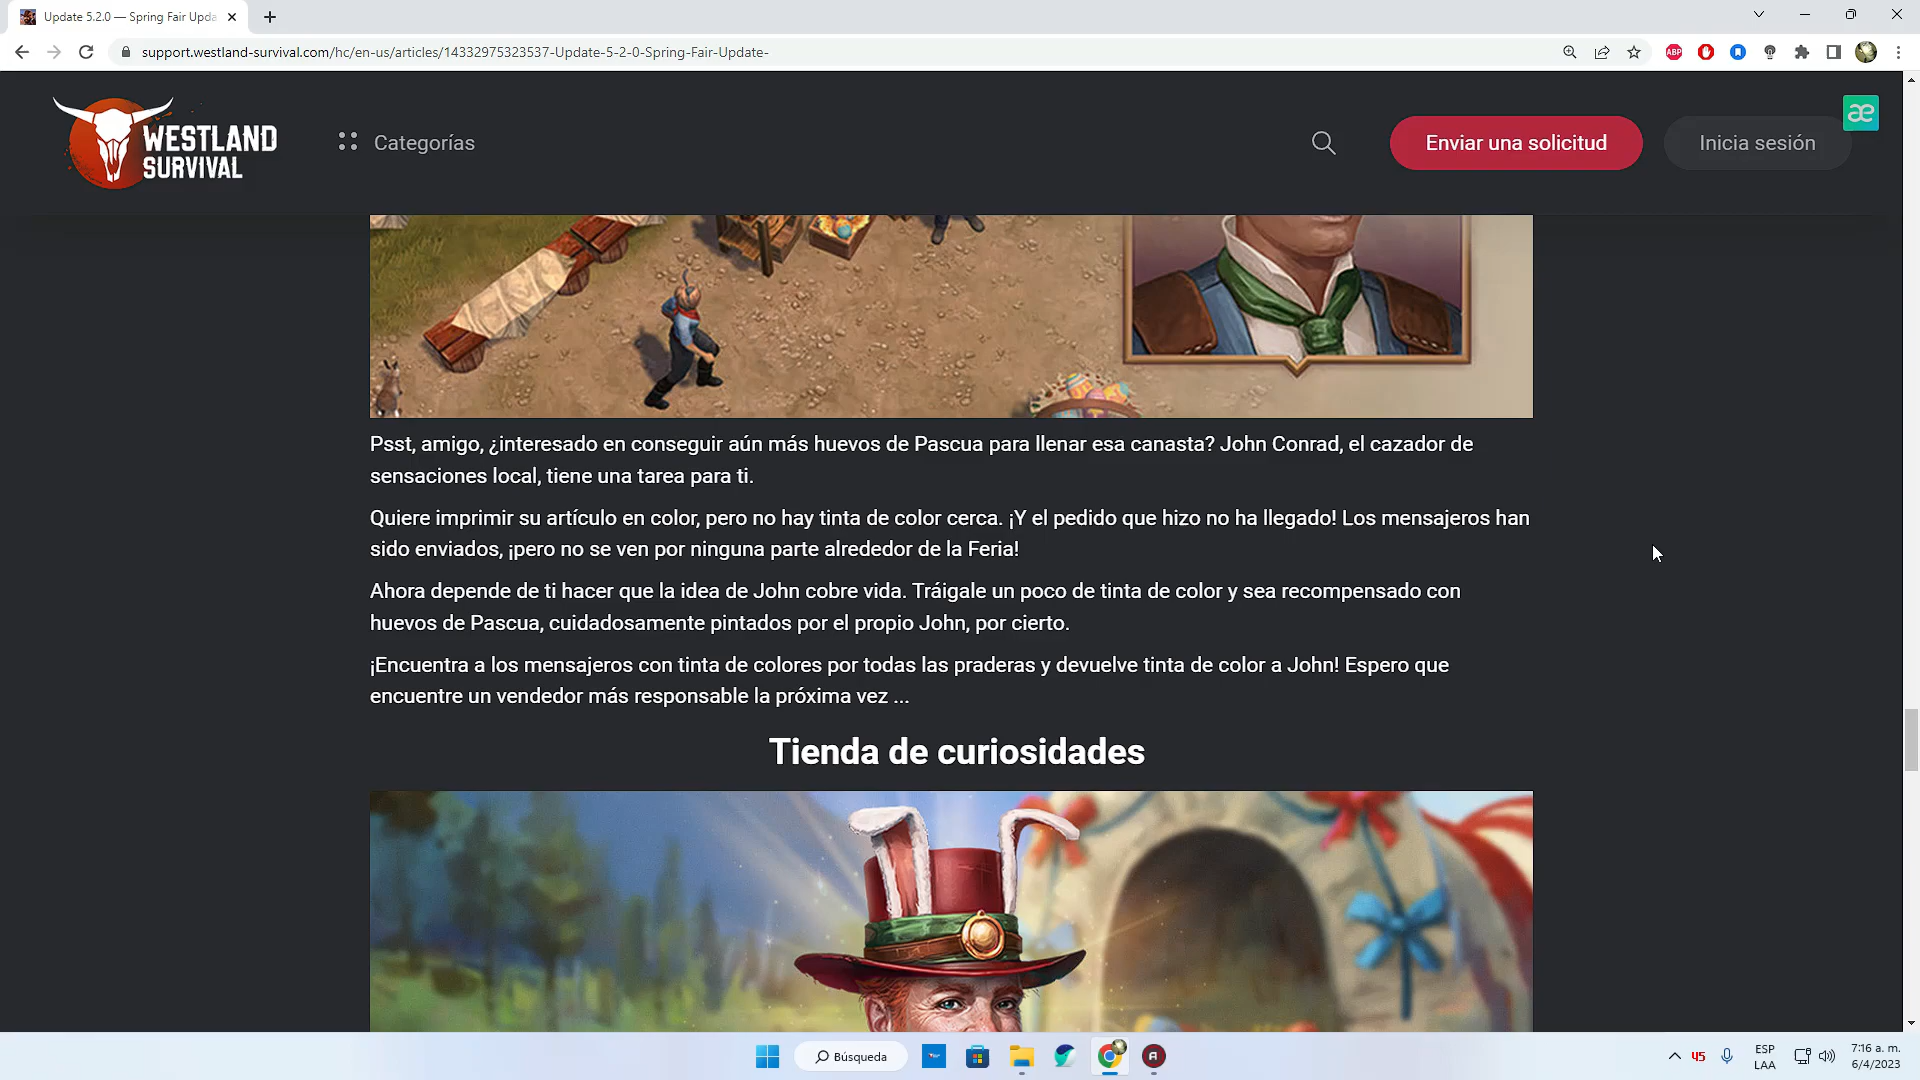 Update 5.2.0 — Spring Fair Upda
support.westland-survival.com/hc/en-us/articles/14332975323537-Update-5-2-0-Spring-Fair-Update-
ABP
WESTLAND
SURVIVAL
Categorías
Enviar una solicitud
Inicia sesión
æ
Psst, amigo, ¿interesado en conseguir aún más huevos de Pascua para llenar esa canasta? John Conrad, el cazador de
sensaciones local, tiene una tarea para ti.
Quiere imprimir su artículo en color, pero no hay tinta de color cerca. ¡Y el pedido que hizo no ha llegado! Los mensajeros han
sido enviados, ¡pero no se ven por ninguna parte alrededor de la Feria!
Ahora depende de ti hacer que la idea de John cobre vida. Tráigale un poco de tinta de color y sea recompensado con
huevos de Pascua, cuidadosamente pintados por el propio John, por cierto.
¡Encuentra a los mensajeros con tinta de colores por todas las praderas y devuelve tinta de color a John! Espero que
encuentre un vendedor más responsable la próxima vez ...
Tienda de curiosidades
Búsqueda
A
45
ESP
LAA
7:16 a. m.
6/4/2023